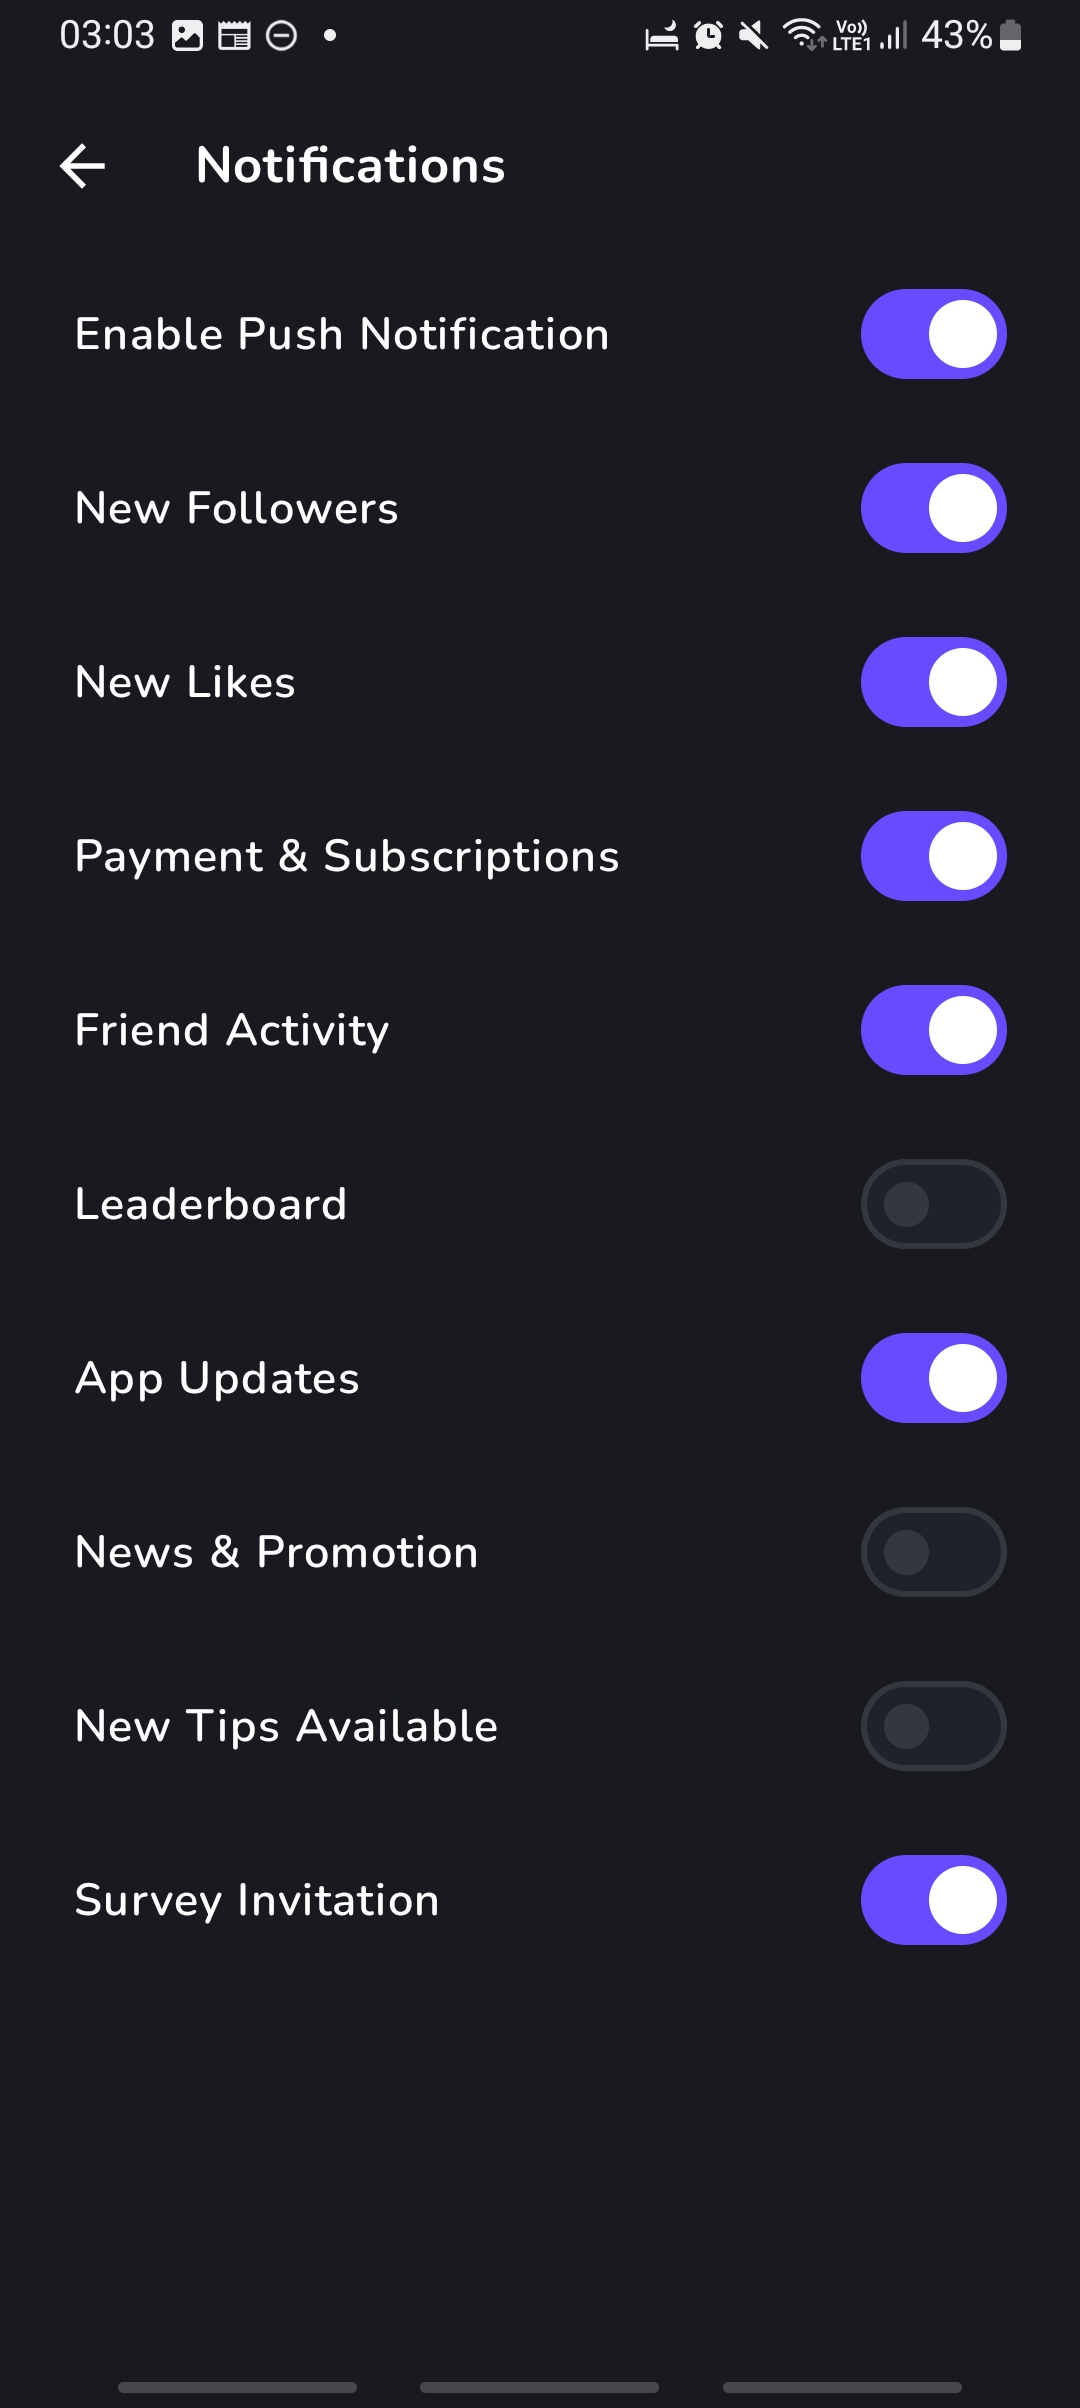 03:03 Vo)) LTE1 43%
Notifications
Enable Push Notification
New Followers
New Likes
Payment & Subscriptions
Friend Activity
Leaderboard
App Updates
News & Promotion
New Tips Available
Survey Invitation